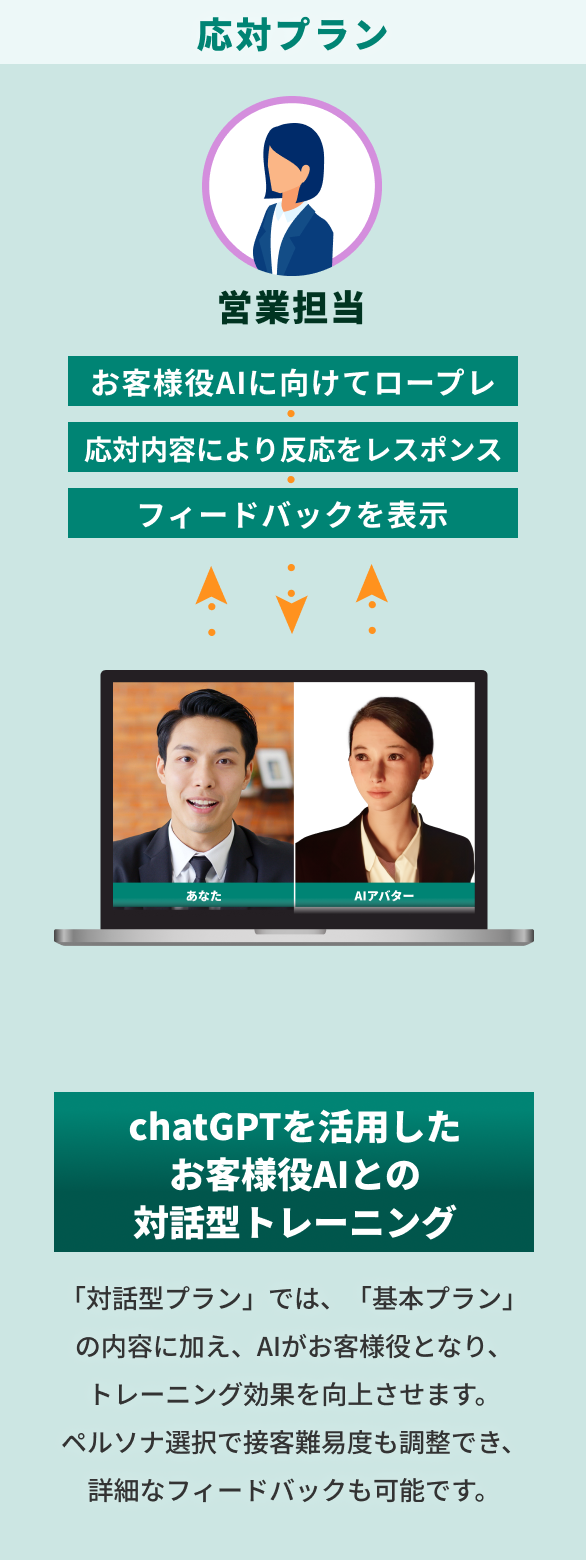 応対プラン
営業担当
お客様役AIに向けてロープレ
応対内容により反応をレスポンス
フィードバックを表示
あなた
AIアバター
chatGPTを活用した
お客様役AIとの
対話型トレーニング
「対話型プラン」では、「基本プラン」
の内容に加え、AIがお客様役となり、
トレーニング効果を向上させます。
ペルソナ選択で接客難易度も調整でき、
詳細なフィードバックも可能です。